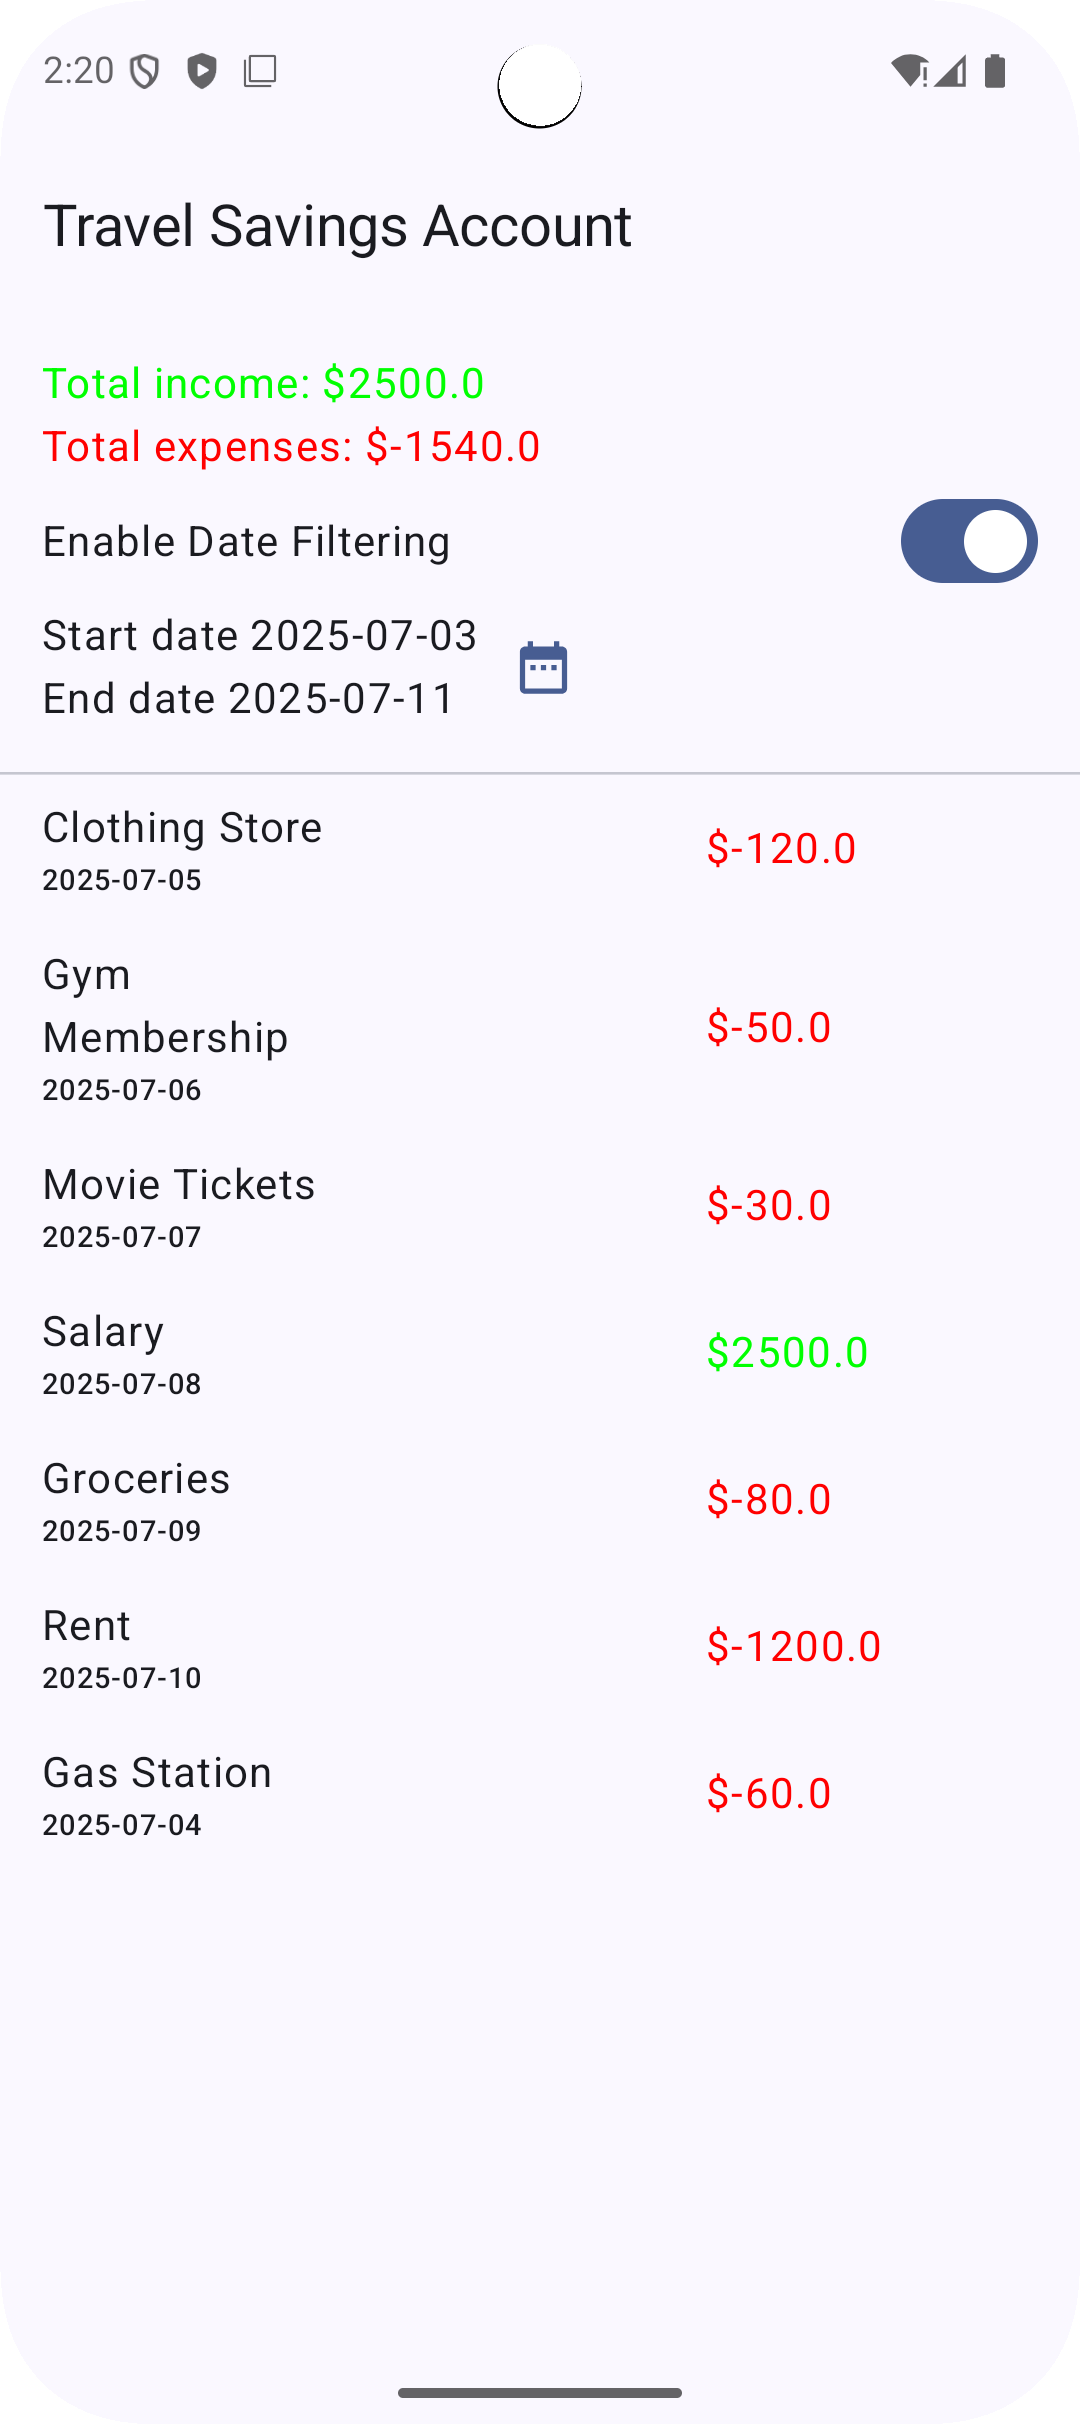 2:20
Travel Savings Account
Total income: $2500.0
Total expenses: $-1540.0
Enable Date Filtering
Start date 2025-07-03
End date 2025-07-11
Clothing Store
2025-07-05
$-120.0
Gym
Membership
2025-07-06
$-50.0
Movie Tickets
2025-07-07
$-30.0
Salary
2025-07-08
$2500.0
Groceries
2025-07-09
$-80.0
Rent
2025-07-10
$-1200.0
Gas Station
2025-07-04
$-60.0